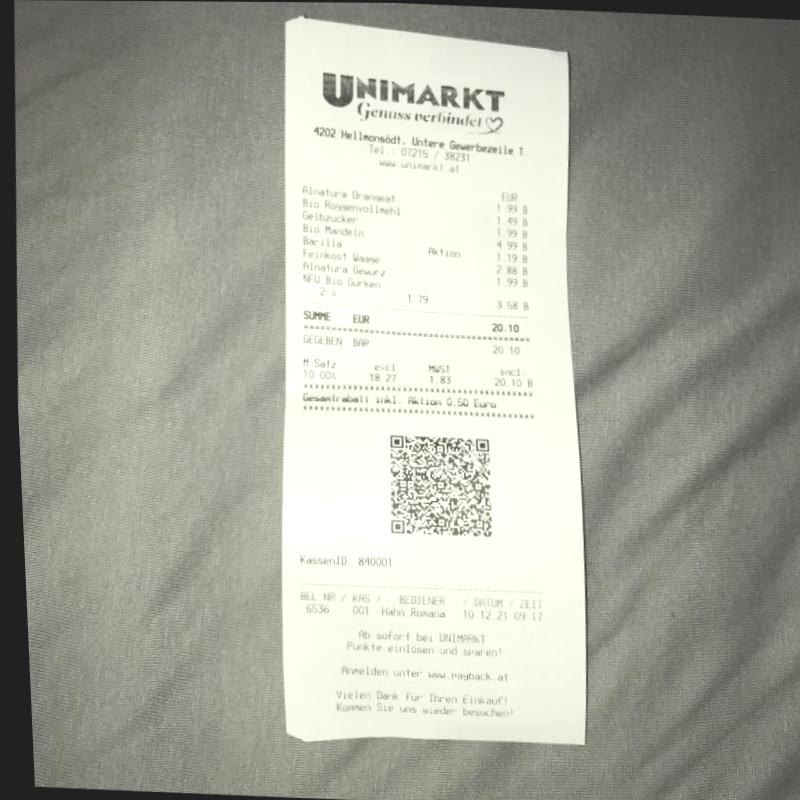 UNIMARKT
Genuss verbindet
4202 Hellmonsödt, Untere Gewerbezeile 1
Tel.: 07215 / 38231
www.unimarkt.at
EUR
Alnatura Orangeat 1.99 B
Bio Roggenvollmehl 1.49 B
Gelbzucker 1.99 B
Bio Mandeln 4.99 B
Barilla Aktion 1.19 B
Feinkost Waage 2.88 B
Alnatura Gewürz 1.99 B
NFU Bio Gurken
2 x 1.79 3.58 B
SUMME EUR 20.10
GEGEBEN BAR 20.10
M-Satz excl MWST incl.
10.00% 18.27 1.83 20.10 B
Gesamtrabatt inkl. Aktion 0.50 Euro
KassenID: 840001
BEL NR / KAS / BEDIENER / DATUM / ZEIT
6536 001 Hahn Romana 10.12.21 09:17
Ab sofort bei UNIMARKT
Punkte einlösen und sparen!
Anmelden unter www.payback.at
Vielen Dank für Ihren Einkauf!
Kommen Sie uns wieder besuchen!